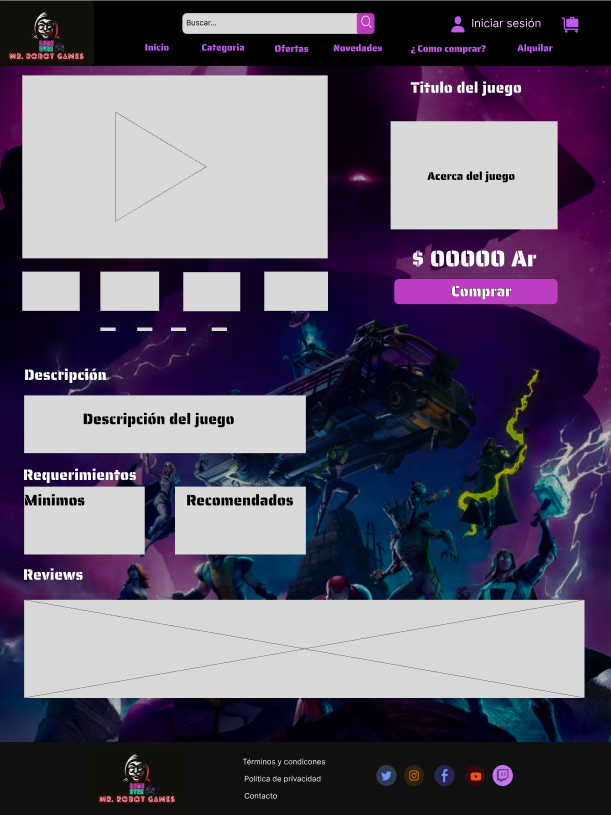 Buscar...
Iniciar sesión
MR. ROBOT GAMES
Inicio
Categoria
Ofertas
Novedades
¿ Como comprar?
Alquilar
Titulo del juego
Acerca del juego
$ 00000 Ar
Comprar
Descripción
Descripción del juego
Requerimientos
Minimos
Recomendados
Reviews
Términos y condicones
Politica de privacidad
Contacto
MR. ROBOT GAMES